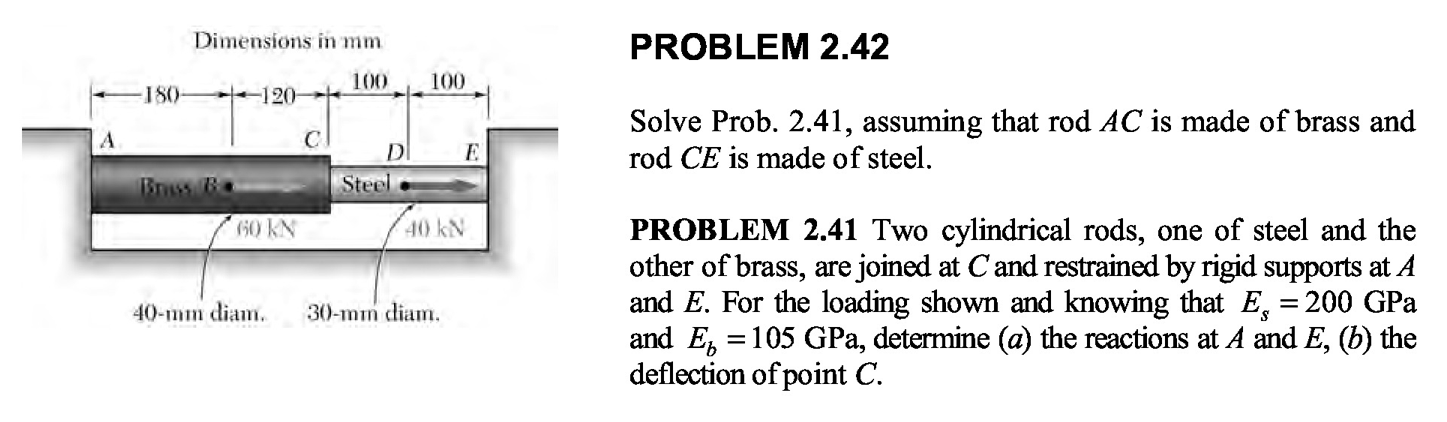 Dimensions in mm
180
120
100
100
A
C
D
E
Brass B
Steel
60 kN
40 kN
40-mm diam.
30-mm diam.
PROBLEM 2.42
Solve Prob. 2.41, assuming that rod AC is made of brass and
rod CE is made of steel.
PROBLEM 2.41 Two cylindrical rods, one of steel and the
other of brass, are joined at C and restrained by rigid supports at A
and E. For the loading shown and knowing that Eₛ = 200 GPa
and E_b = 105 GPa, determine (a) the reactions at A and E, (b) the
deflection of point C.